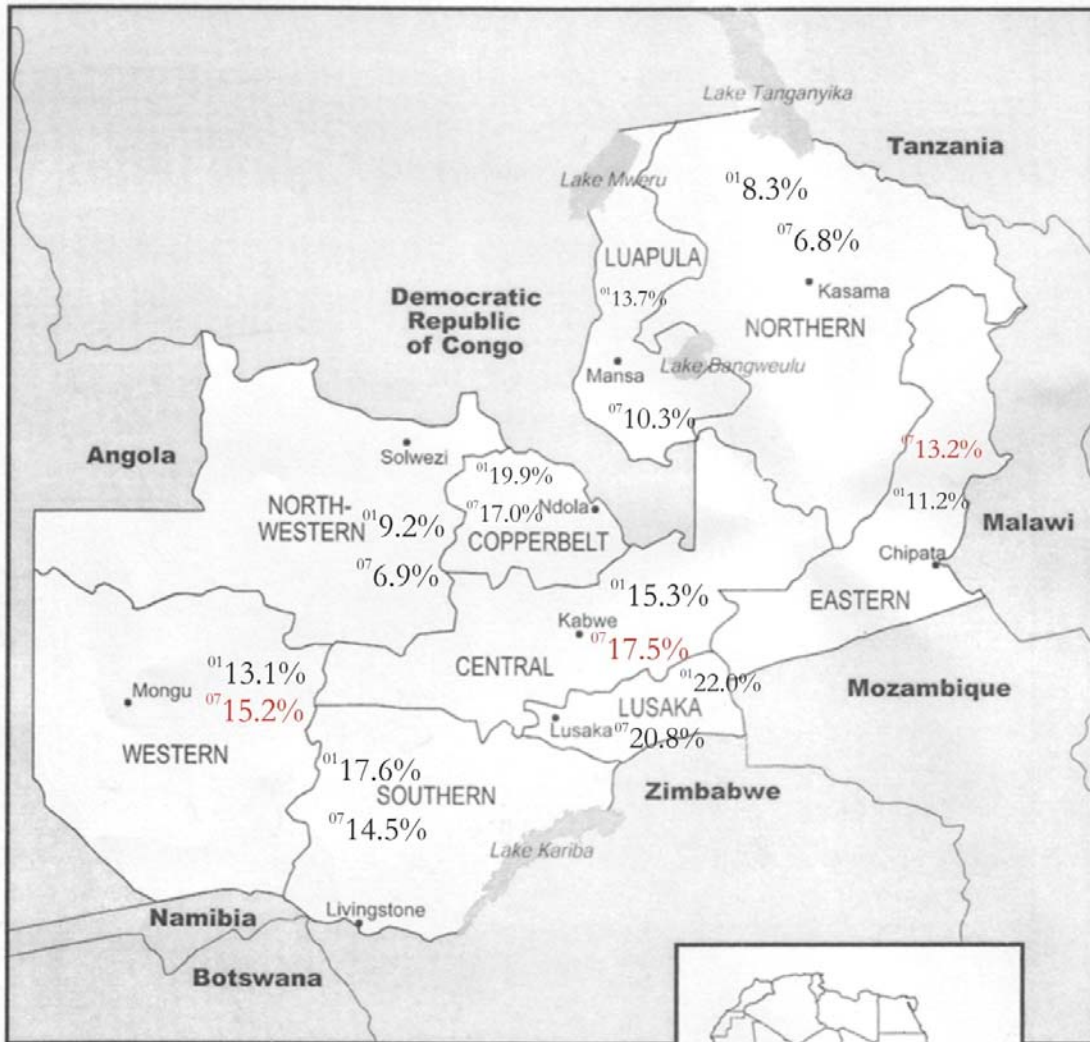 Lake Tanganyika
Tanzania
Lake Mweru
01 8.3%
07 6.8%
LUAPULA
01 13.7%
Kasama
Democratic
Republic
of Congo
NORTHERN
Mansa
Lake Bangweulu
07 10.3%
Angola
Solwezi
07 13.2%
01 19.9%
01 11.2%
NORTH-
WESTERN
01 9.2%
07 17.0%
Ndola
COPPERBELT
Malawi
Chipata
07 6.9%
01 15.3%
EASTERN
Kabwe
07 17.5%
CENTRAL
01 13.1%
Mongu
07 15.2%
01 22.0%
Mozambique
LUSAKA
Lusaka
07 20.8%
WESTERN
01 17.6%
SOUTHERN
07 14.5%
Zimbabwe
Lake Kariba
Namibia
Livingstone
Botswana